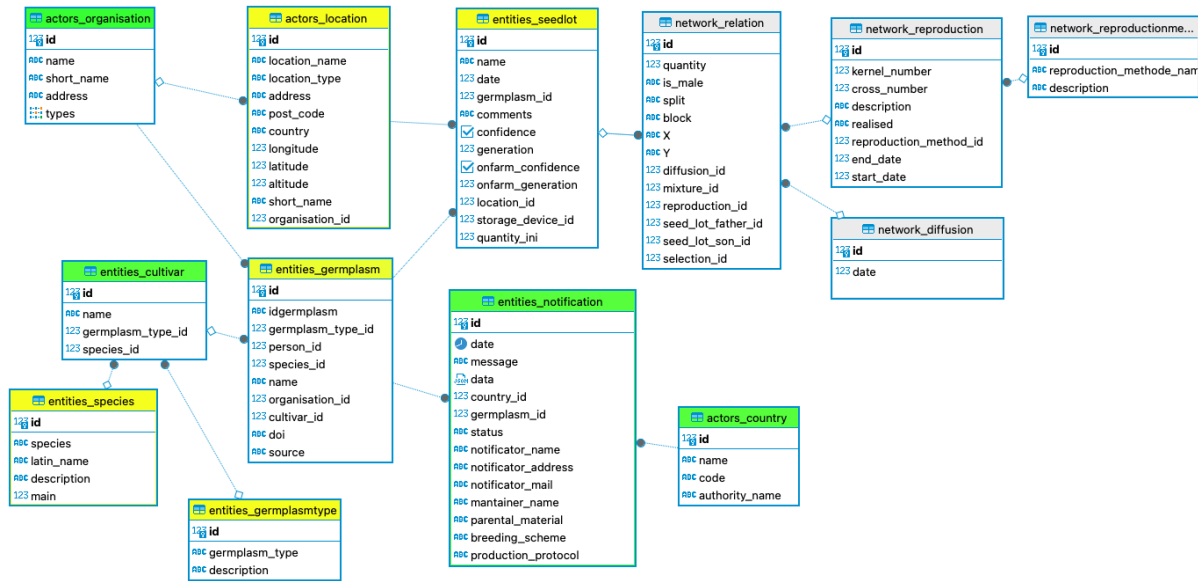 actors_organisation
id
name
short_name
address
types
actors_location
id
location_name
location_type
address
post_code
country
longitude
latitude
altitude
short_name
organisation_id
entities_seedlot
id
name
date
germplasm_id
comments
confidence
generation
onfarm_confidence
onfarm_generation
location_id
storage_device_id
quantity_ini
network_relation
id
quantity
is_male
split
block
X
Y
diffusion_id
mixture_id
reproduction_id
seed_lot_father_id
seed_lot_son_id
selection_id
network_reproduction
id
kernel_number
cross_number
description
realised
reproduction_method_id
end_date
start_date
network_reproductionme...
id
reproduction_methode_nam
description
network_diffusion
id
date
entities_cultivar
id
name
germplasm_type_id
species_id
entities_germplasm
id
idgermplasm
germplasm_type_id
person_id
species_id
name
organisation_id
cultivar_id
doi
source
entities_notification
id
date
message
data
country_id
germplasm_id
status
notificator_name
notificator_address
notificator_mail
mantainer_name
parental_material
breeding_scheme
production_protocol
entities_species
id
species
latin_name
description
main
actors_country
id
name
code
authority_name
entities_germplasmtype
id
germplasm_type
description